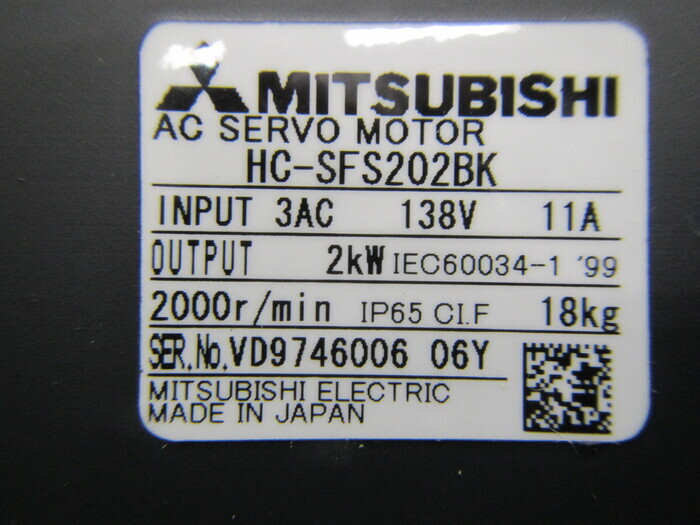 MITSUBISHI
AC SERVO MOTOR
HC-SFS202BK
INPUT 3AC 138V 11A
OUTPUT 2kW IEC60034-1 '99
2000r/min IP65 CI.F 18kg
SER.No.VD9746006 06Y
MITSUBISHI ELECTRIC
MADE IN JAPAN